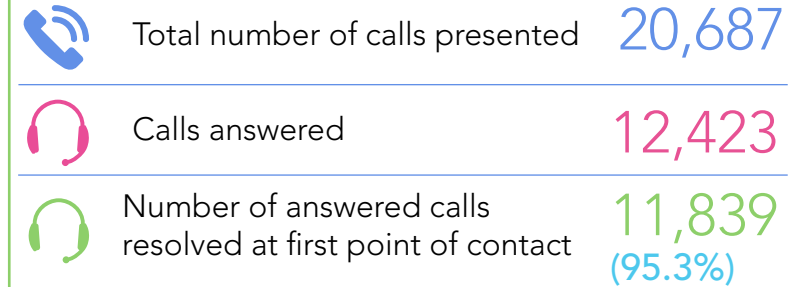 Total number of calls presented 20,687
Calls answered 12,423
Number of answered calls 11,839
resolved at first point of contact (95.3%)